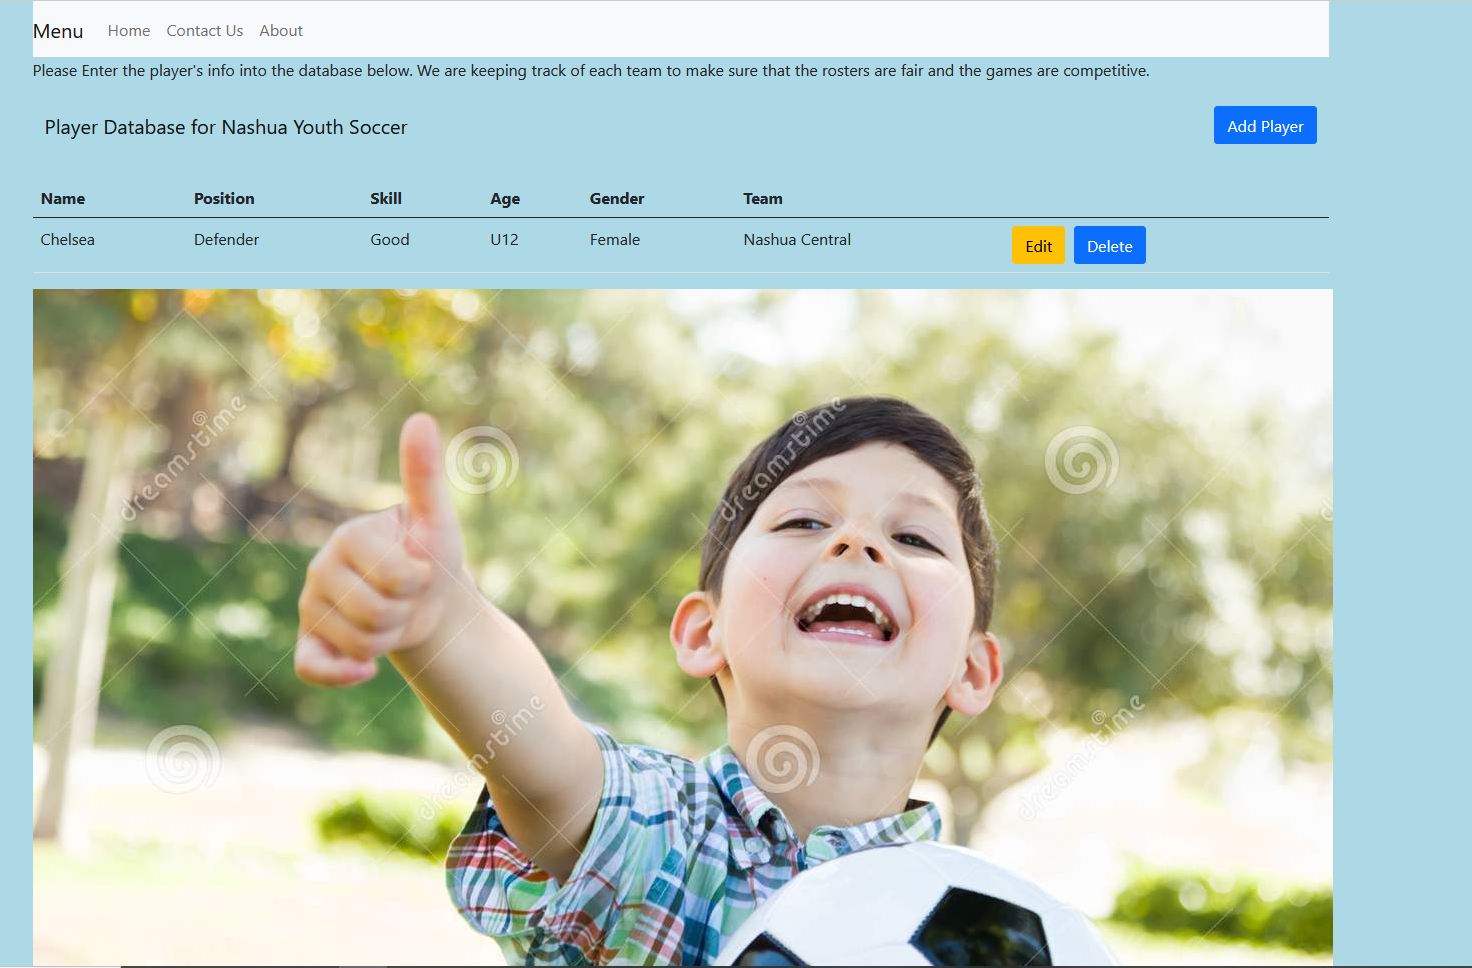 Menu Home Contact Us About
Please Enter the player's info into the database below. We are keeping track of each team to make sure that the rosters are fair and the games are competitive.
Player Database for Nashua Youth Soccer Add Player
Name Position Skill Age Gender Team
Chelsea Defender Good U12 Female Nashua Central Edit Delete
dreamstime dreamstime
dreamstime dreamstime